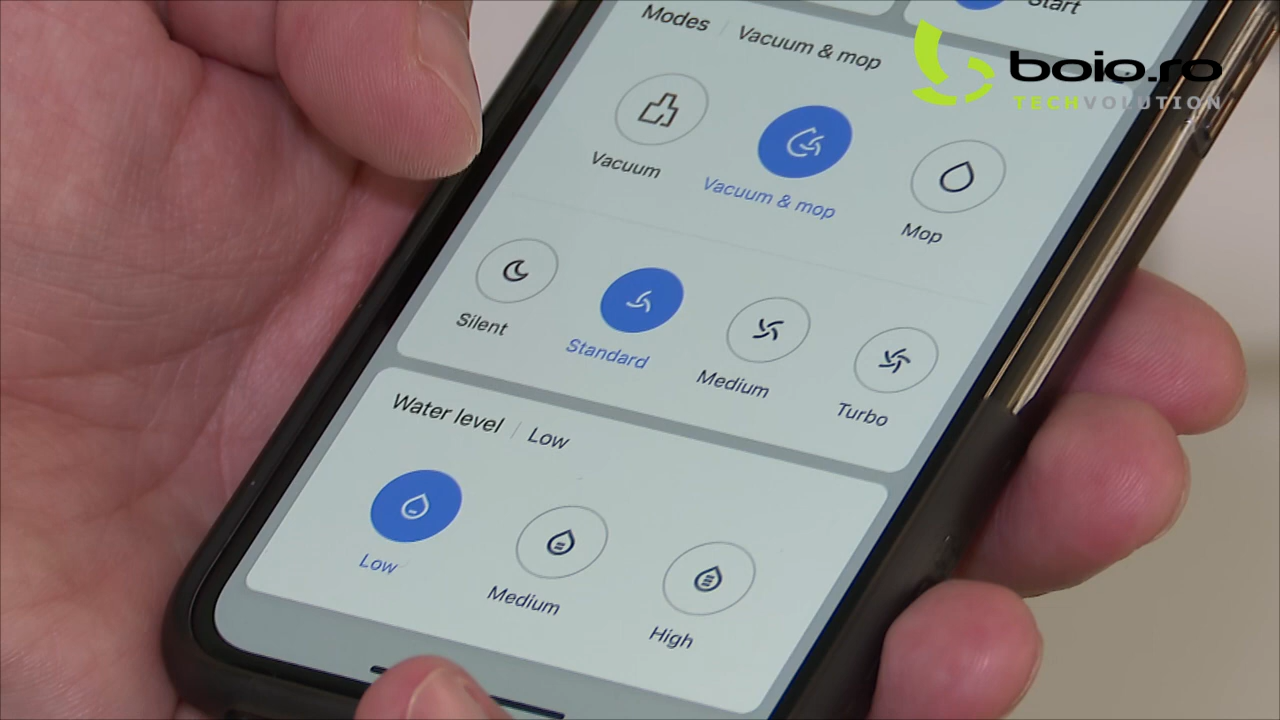 Start
Modes | Vacuum & mop
boio.ro
TECHVOLUTION
Vacuum
Vacuum & mop
Mop
Silent
Standard
Medium
Turbo
Water level | Low
Low
Medium
High